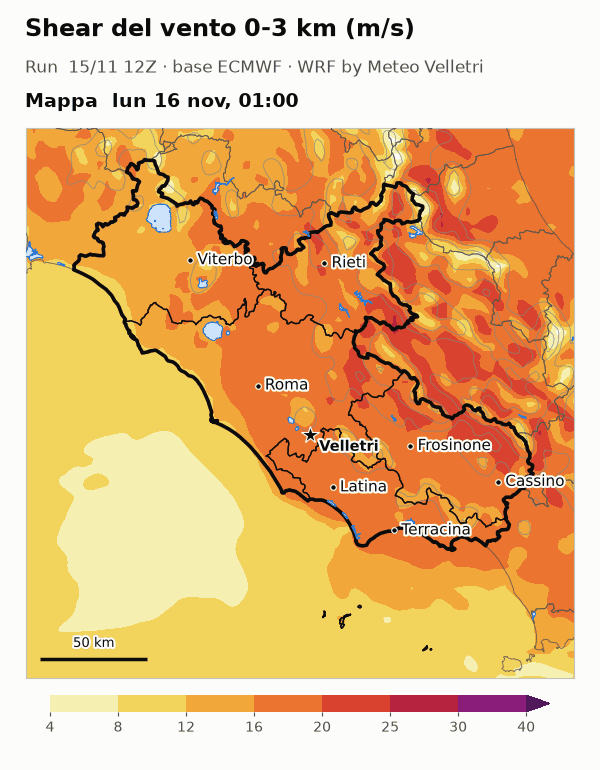 Shear del vento 0-3 km (m/s)
Run  15/11 12Z · base ECMWF · WRF by Meteo Velletri
Mappa  lun 16 nov, 01:00
Viterbo
Rieti
Roma
Velletri
Frosinone
Latina
Cassino
Terracina
50 km
4 8 12 16 20 25 30 40